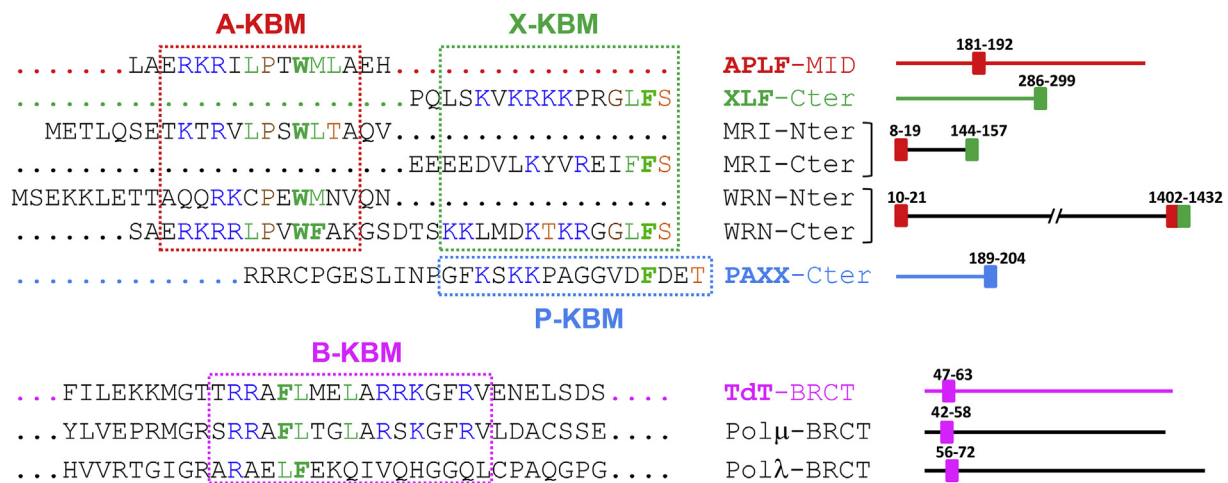 A-KBM X-KBM
.......LAERKRILPTWMLAEH................... APLF-MID 181-192
...........................PQLSKVKRKKPRGLFS XLF-Cter 286-299
METLQSETKTRVLPSWLTAQV................... MRI-Nter 8-19 144-157
...........................EEEEDVLKYVREIFFS MRI-Cter
MSEKKLETTAQQRKCPEWMNVQN................... WRN-Nter 10-21 1402-1432
.......SAERKRRLPVWFAKGSDTSKKLMDKTKRGGLFS WRN-Cter
...............RRRCPGESLINPGFKSKKPAGGVDFDET PAXX-Cter 189-204
P-KBM
B-KBM
...FILEKKMGTTRRAFLMELARRKGFRVENELSDS.... TdT-BRCT 47-63
...YLVEPRMGRSRRAFLTGLARSKGFRVLDACSSE.... Polμ-BRCT 42-58
...HVVRTGIGRARAELFEKQIVQHGGQLCPAQGPG.... Polλ-BRCT 56-72